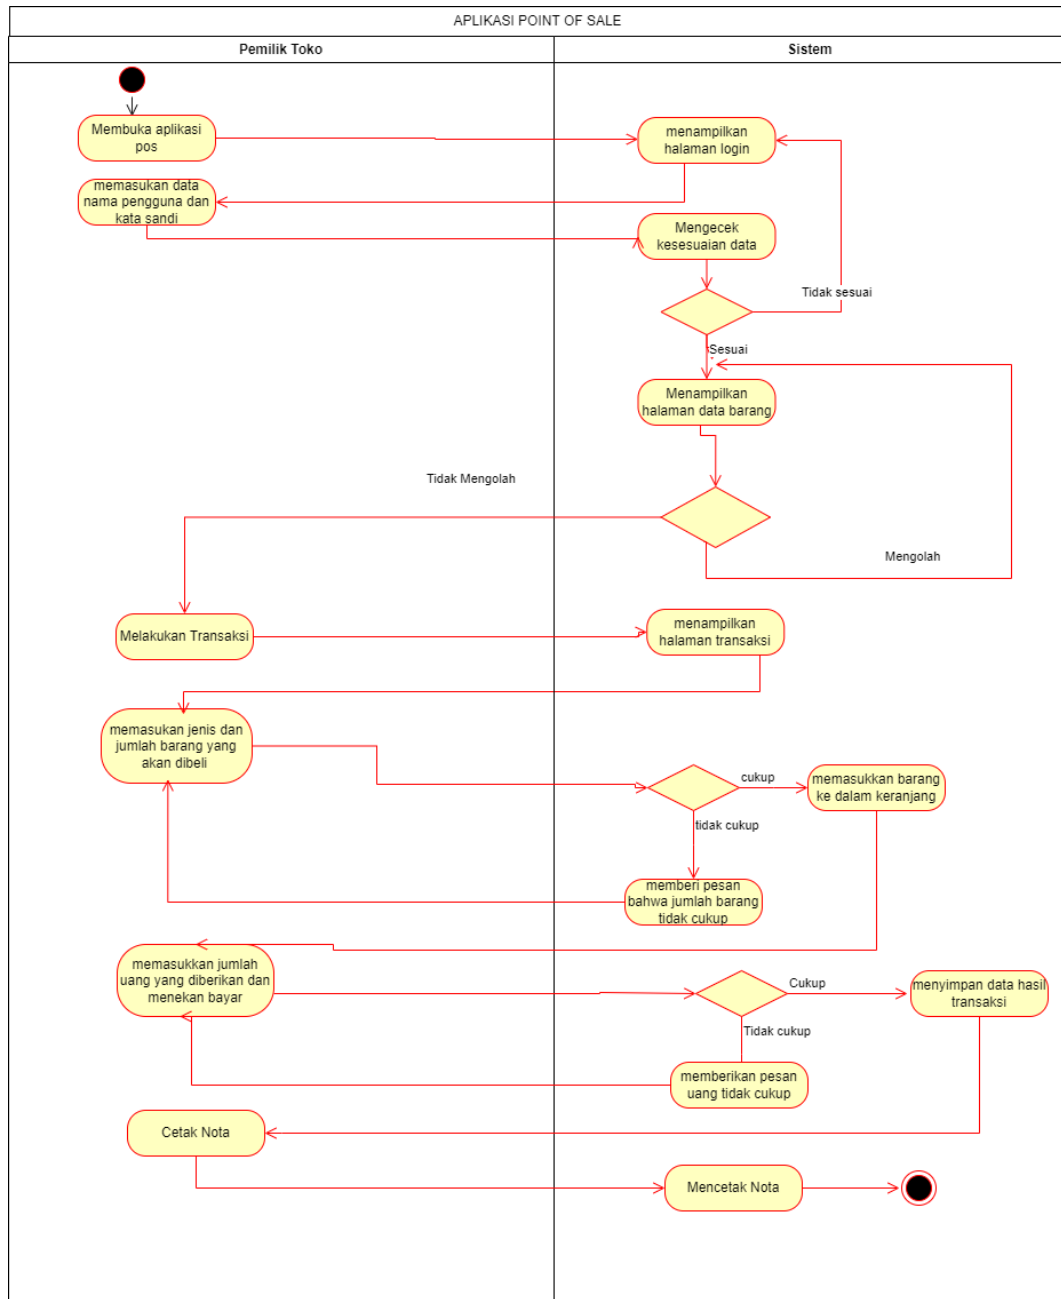 APLIKASI POINT OF SALE
Pemilik Toko
Sistem
Membuka aplikasi
pos
menampilkan
halaman login
memasukan data
nama pengguna dan
kata sandi
Mengecek
kesesuaian data
Tidak sesuai
Sesuai
Menampilkan
halaman data barang
Tidak Mengolah
Mengolah
Melakukan Transaksi
menampilkan
halaman transaksi
memasukan jenis dan
jumlah barang yang
akan dibeli
cukup
memasukkan barang
ke dalam keranjang
tidak cukup
memberi pesan
bahwa jumlah barang
tidak cukup
memasukkan jumlah
uang yang diberikan dan
menekan bayar
Cukup
menyimpan data hasil
transaksi
Tidak cukup
memberikan pesan
uang tidak cukup
Cetak Nota
Mencetak Nota